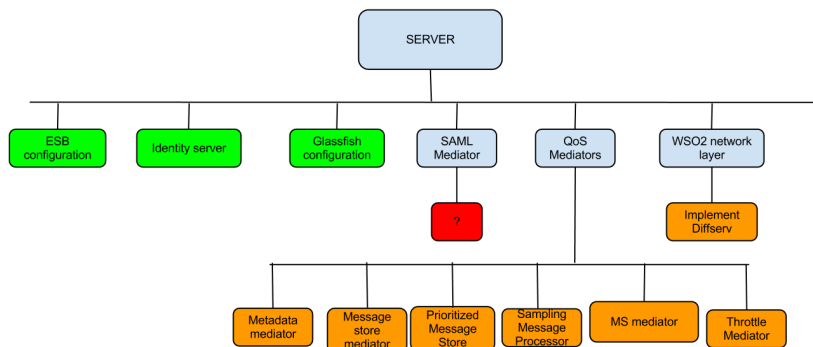 SERVER
ESB
configuration
Identity server
Glassfish
configuration
SAML
Mediator
QoS
Mediators
WSO2 network
layer
?
Implement
Diffserv
Metadata
mediator
Message
store
mediator
Prioritized
Message
Store
Sampling
Message
Processor
MS mediator
Throttle
Mediator